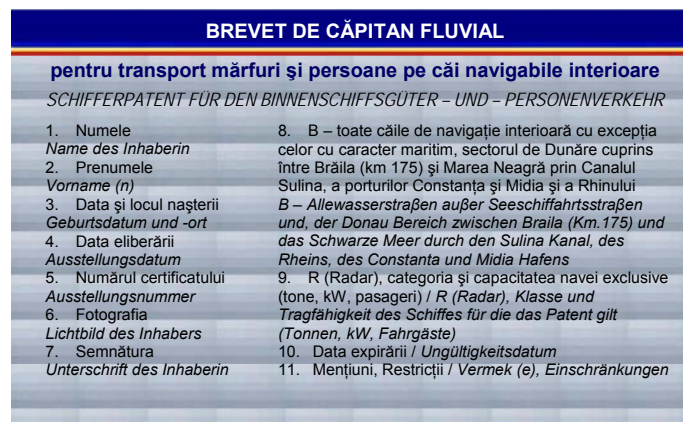 BREVET DE CĂPITAN FLUVIAL
pentru transport mărfuri şi persoane pe căi navigabile interioare
SCHIFFERPATENT FÜR DEN BINNENSCHIFFSGÜTER – UND – PERSONENVERKEHR
1. Numele
Name des Inhaberin
2. Prenumele
Vorname (n)
3. Data şi locul naşterii
Geburtsdatum und -ort
4. Data eliberării
Ausstellungsdatum
5. Numărul certificatului
Ausstellungsnummer
6. Fotografia
Lichtbild des Inhabers
7. Semnătura
Unterschrift des Inhaberin
8. B – toate căile de navigaţie interioară cu excepţia
celor cu caracter maritim, sectorul de Dunăre cuprins
între Brăila (km 175) şi Marea Neagră prin Canalul
Sulina, a porturilor Constanţa şi Midia şi a Rhinului
B – Allewasserstraβen auβer Seeschiffahrtsstraβen
und, der Donau Bereich zwischen Braila (Km.175) und
das Schwarze Meer durch den Sulina Kanal, des
Rheins, des Constanta und Midia Hafens
9. R (Radar), categoria şi capacitatea navei exclusive
(tone, kW, pasageri) / R (Radar), Klasse und
Tragfähigkeit des Schiffes für die das Patent gilt
(Tonnen, kW, Fahrgäste)
10. Data expirării / Ungültigkeitsdatum
11. Menţiuni, Restricţii / Vermek (e), Einschränkungen